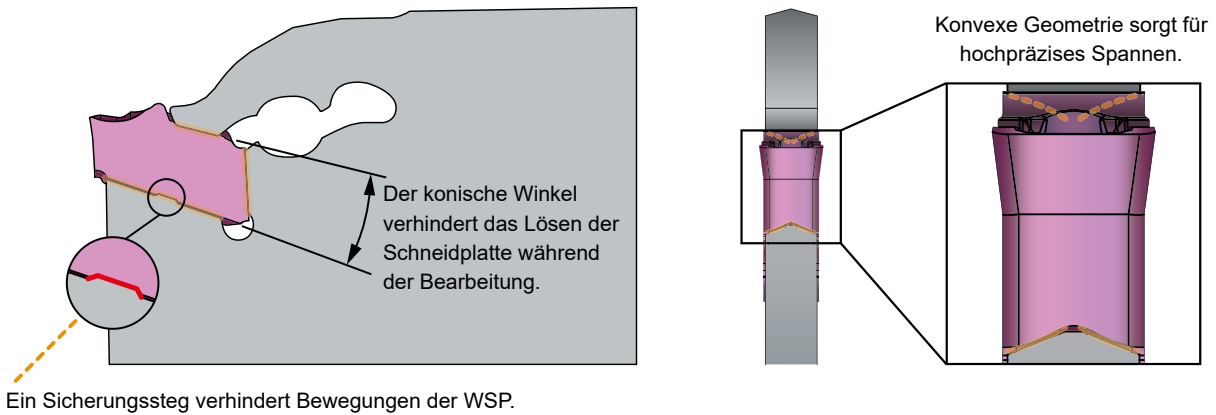 Konvexe Geometrie sorgt für
hochpräzises Spannen.
Der konische Winkel
verhindert das Lösen der
Schneidplatte während
der Bearbeitung.
Ein Sicherungssteg verhindert Bewegungen der WSP.